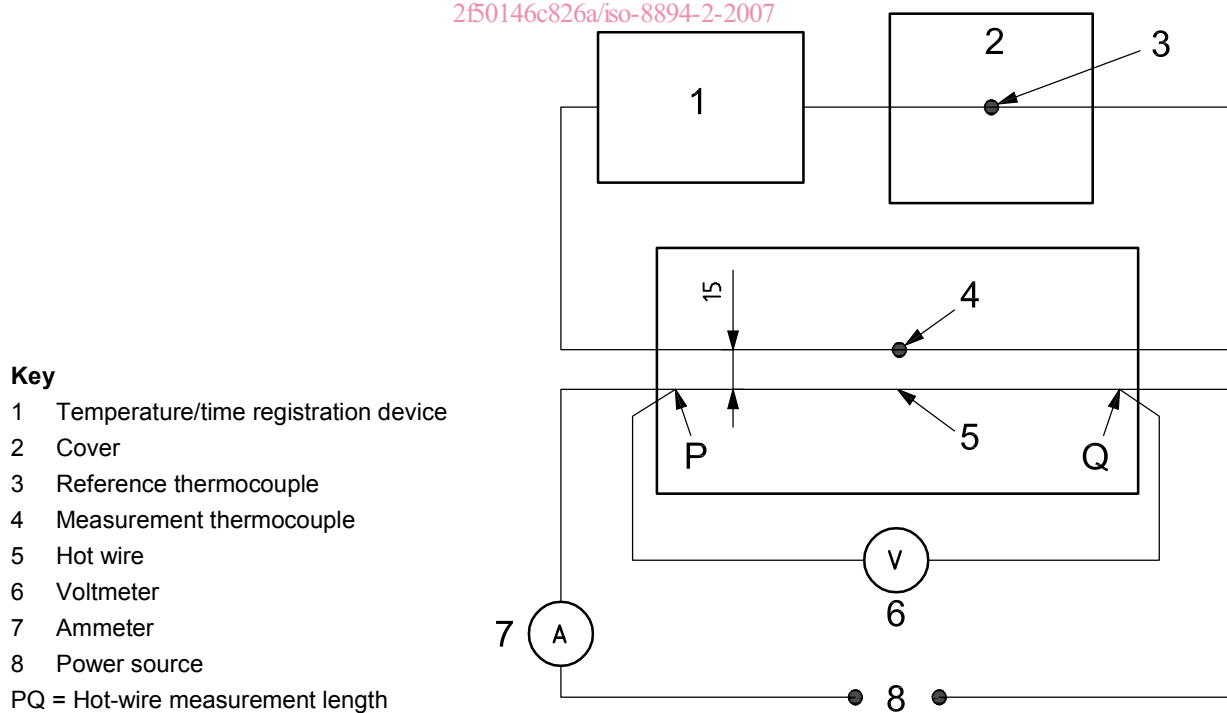 2f50146c826a/iso-8894-2-2007
1
2
3
15
4
5
P
Q
V
6
7
A
8
Key
1 Temperature/time registration device
2 Cover
3 Reference thermocouple
4 Measurement thermocouple
5 Hot wire
6 Voltmeter
7 Ammeter
8 Power source
PQ = Hot-wire measurement length